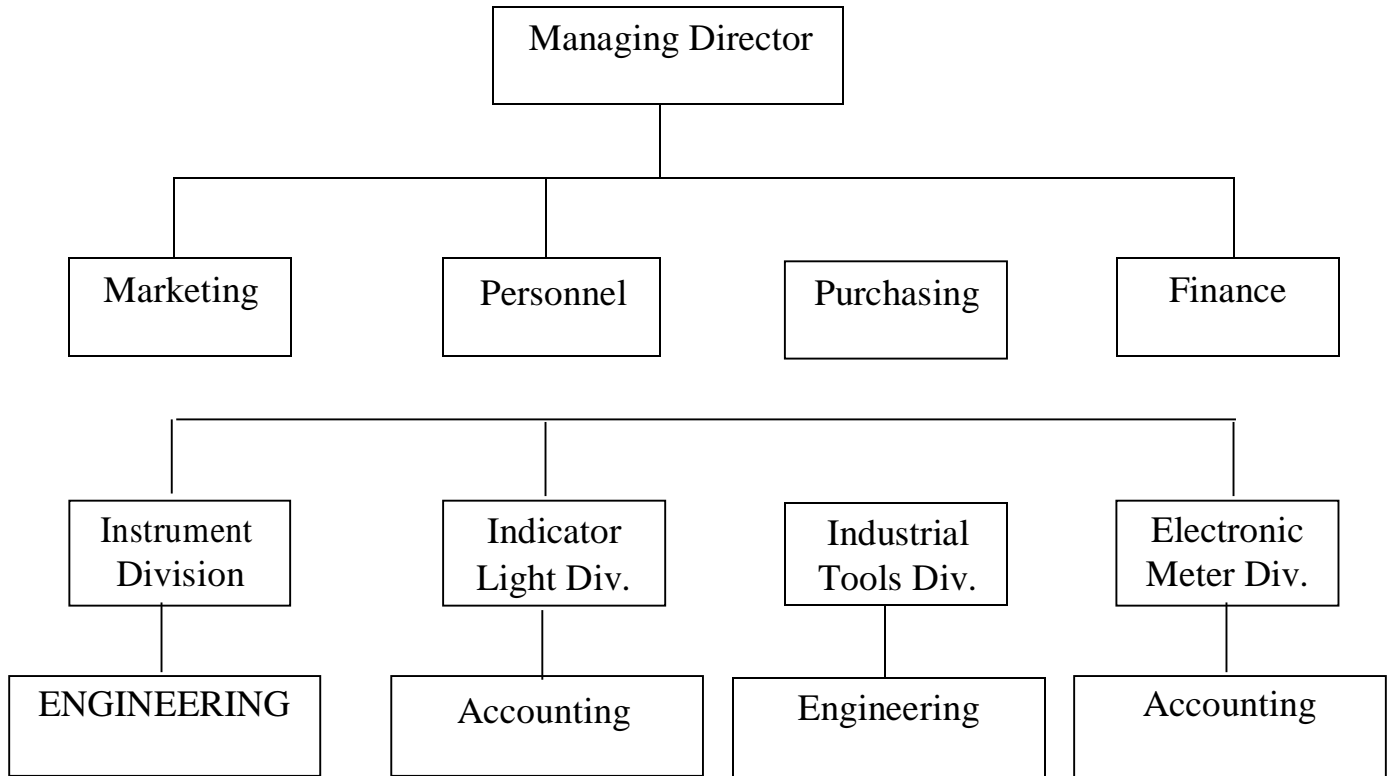 Managing Director
Marketing
Personnel
Purchasing
Finance
Instrument
Division
Indicator
Light Div.
Industrial
Tools Div.
Electronic
Meter Div.
ENGINEERING
Accounting
Engineering
Accounting